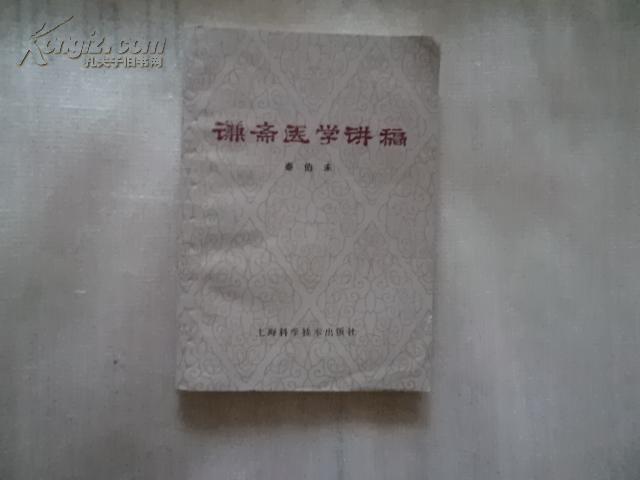 Kongfz.com
孔夫子旧书网
谦斋医学讲稿
秦伯未
上海科学技术出版社